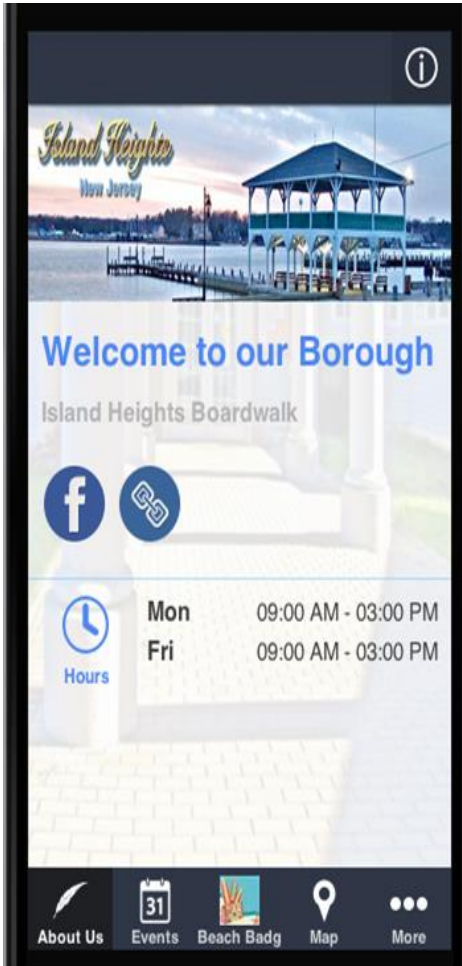 Island Heights
New Jersey
Welcome to our Borough
Island Heights Boardwalk
f
Mon 09:00 AM - 03:00 PM
Fri 09:00 AM - 03:00 PM
Hours
31
About Us Events Beach Badg Map More